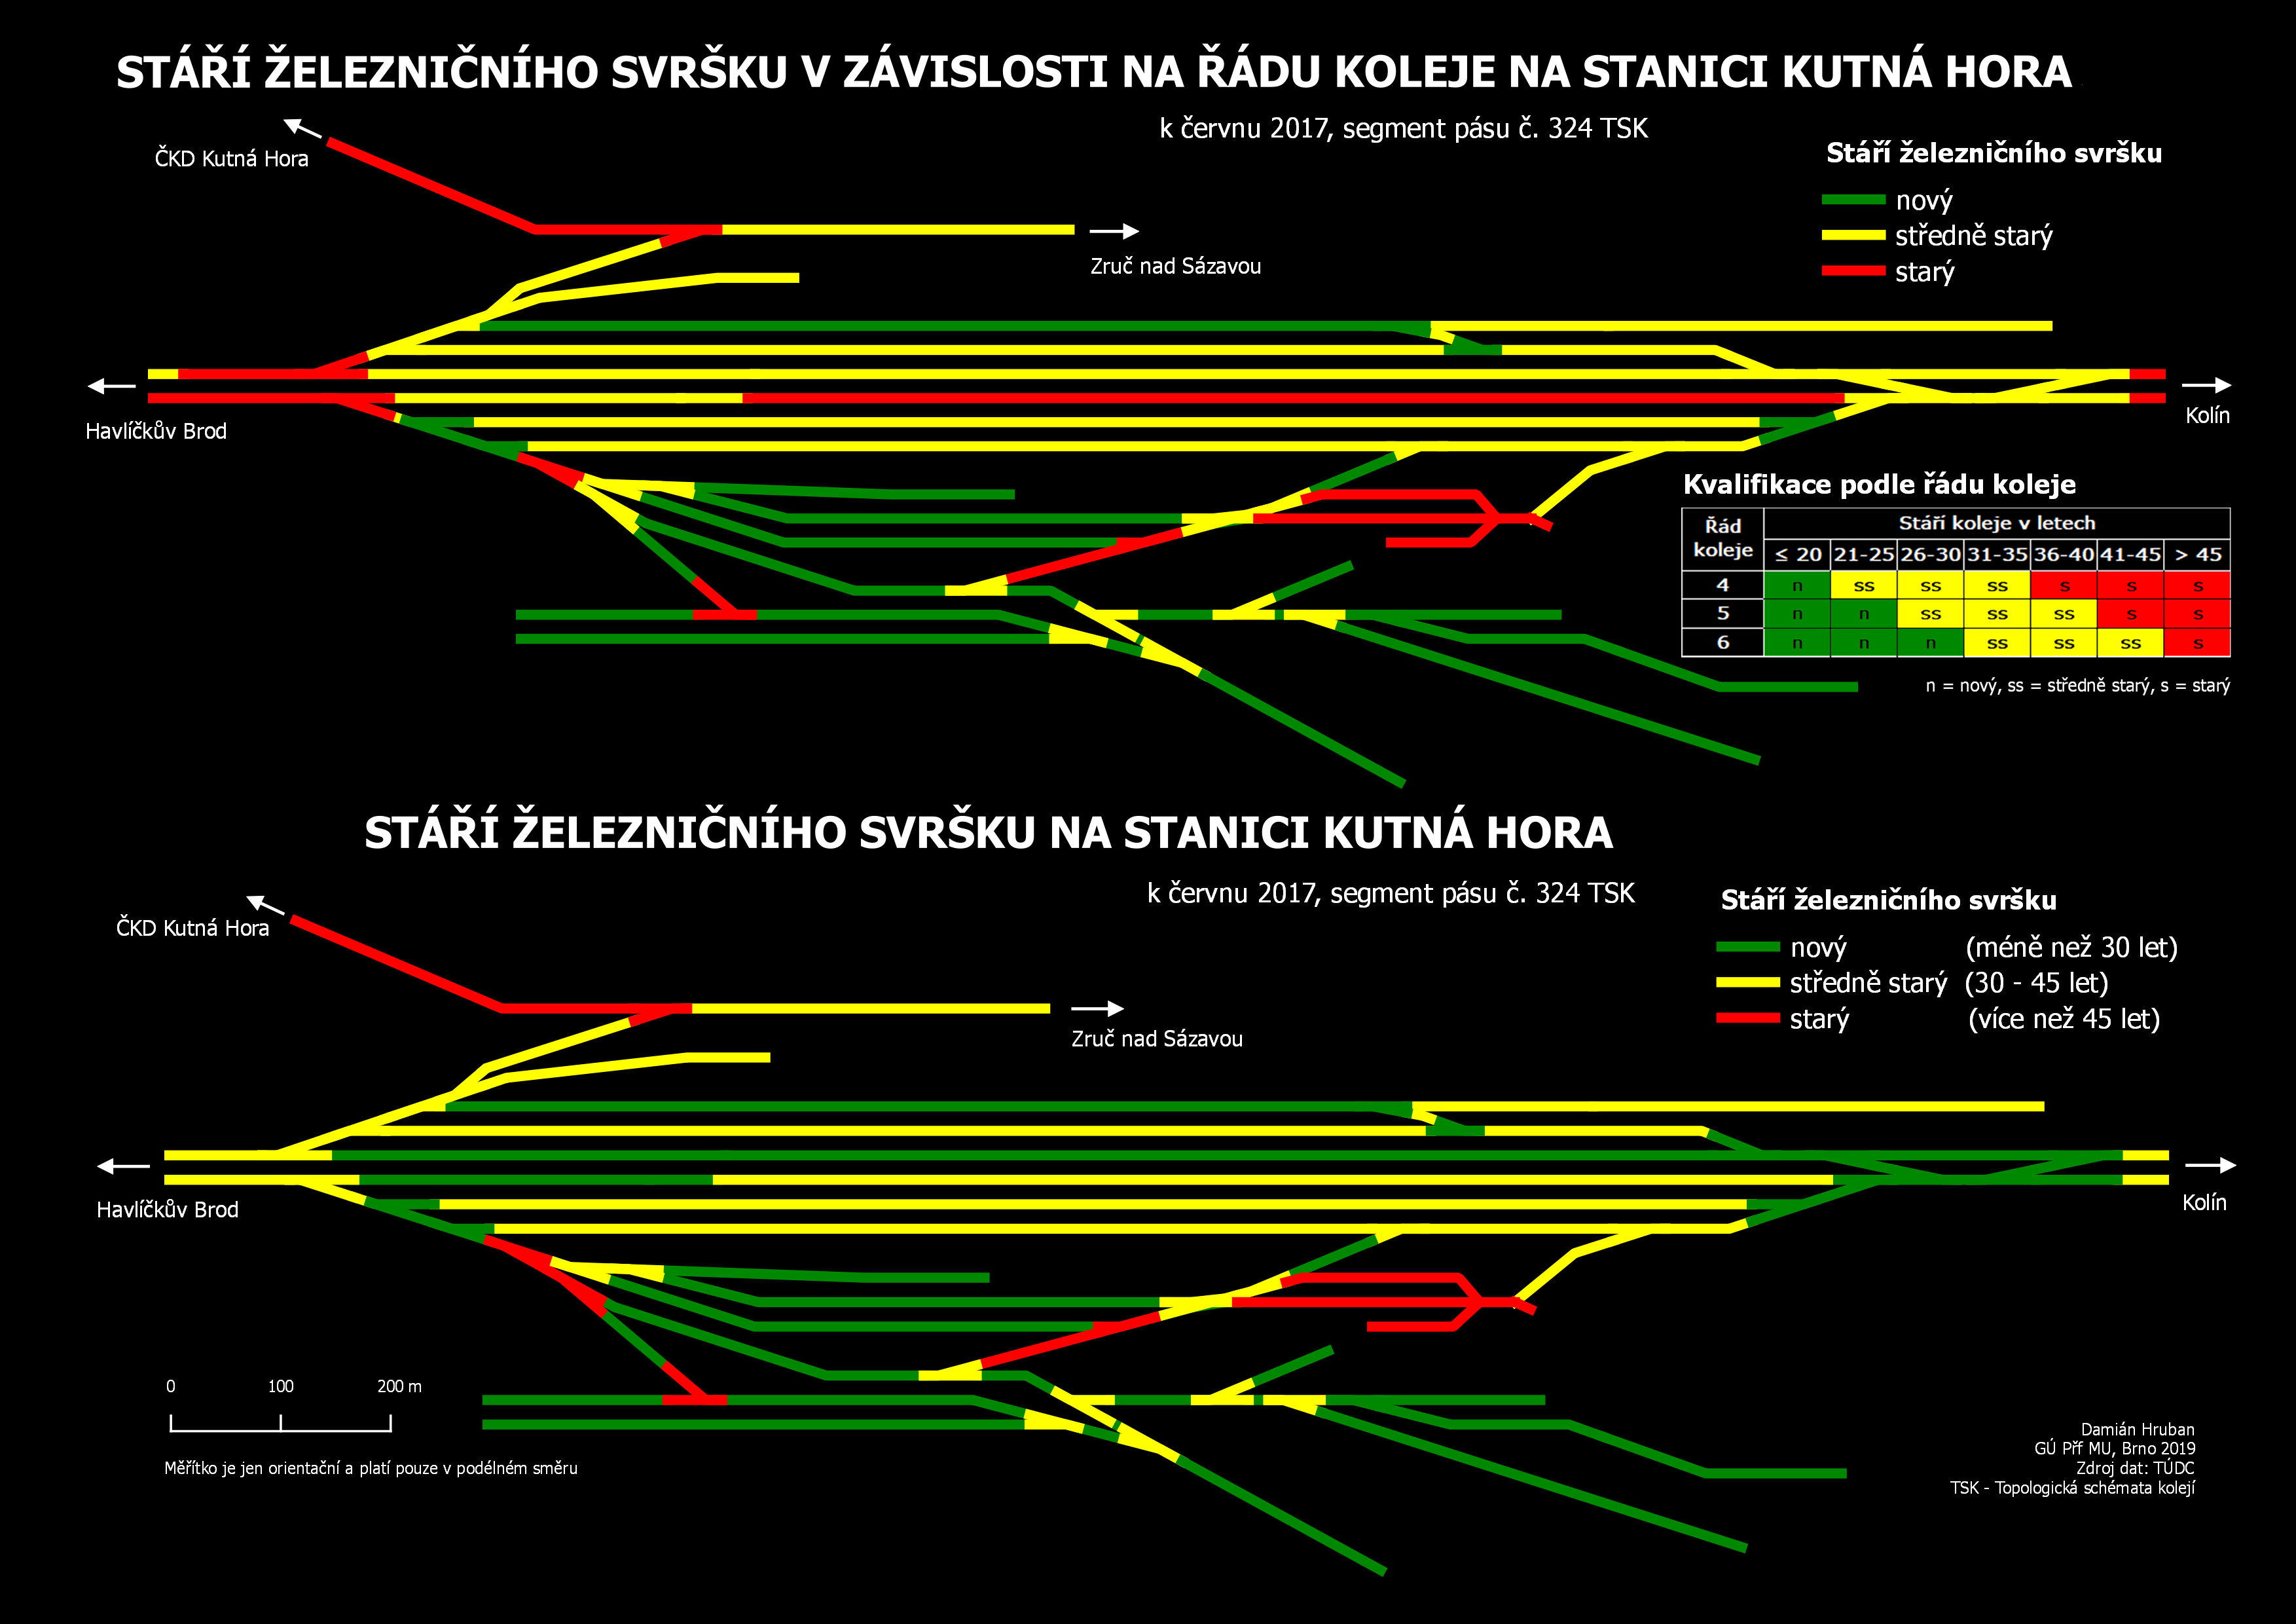 STÁŘÍ ŽELEZNIČNÍHO SVRŠKU V ZÁVISLOSTI NA ŘÁDU KOLEJE NA STANICI KUTNÁ HORA
k červnu 2017, segment pásu č. 324 TSK
ČKD Kutná Hora
Zruč nad Sázavou
Stáří železničního svršku
nový
středně starý
starý
Havlíčkův Brod
Kolín
Kvalifikace podle řádu koleje
Řád koleje
Stáří koleje v letech
≤ 20 21-25 26-30 31-35 36-40 41-45 > 45
4 n ss ss ss s s s
5 n n ss ss ss s s
6 n n n ss ss ss s
n = nový, ss = středně starý, s = starý
STÁŘÍ ŽELEZNIČNÍHO SVRŠKU NA STANICI KUTNÁ HORA
k červnu 2017, segment pásu č. 324 TSK
ČKD Kutná Hora
Zruč nad Sázavou
Stáří železničního svršku
nový (méně než 30 let)
středně starý (30 - 45 let)
starý (více než 45 let)
Havlíčkův Brod
Kolín
0 100 200 m
Měřítko je jen orientační a platí pouze v podélném směru
Damián Hruban
GÚ Přf MU, Brno 2019
Zdroj dat: TÚDC
TSK - Topologická schémata kolejí